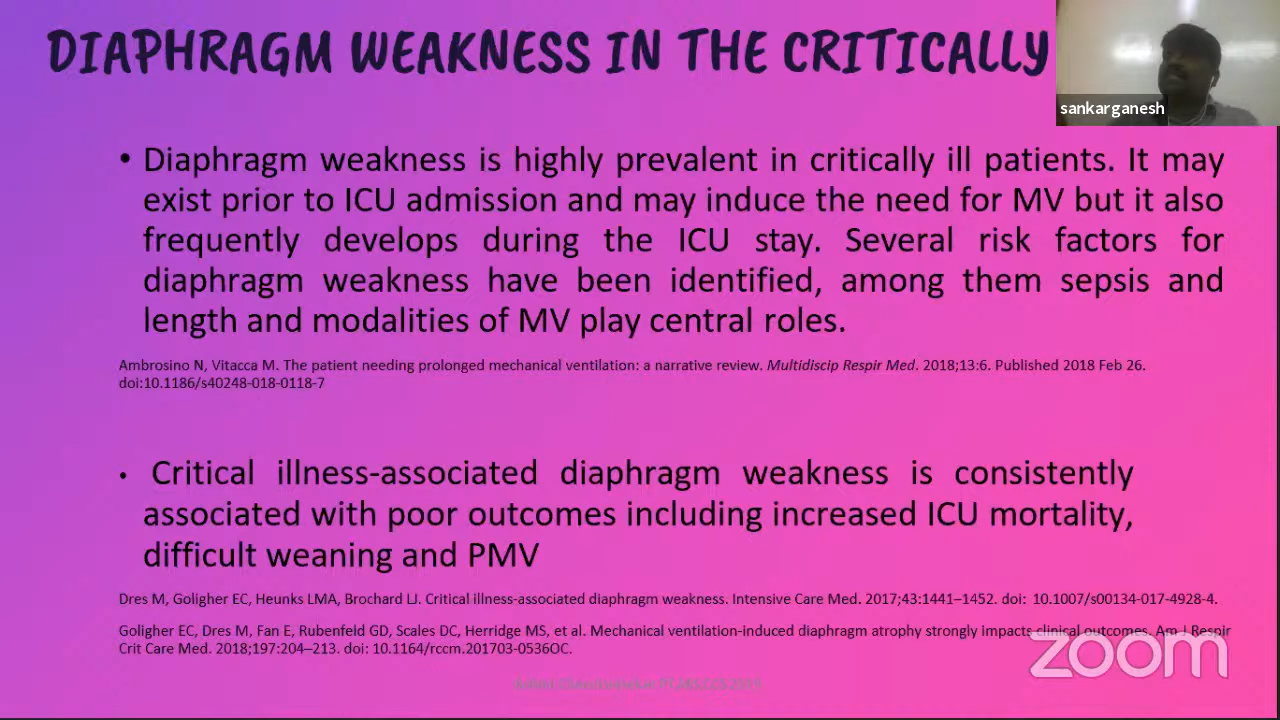 DIAPHRAGM WEAKNESS IN THE CRITICALLY
sankarganesh
• Diaphragm weakness is highly prevalent in critically ill patients. It may
exist prior to ICU admission and may induce the need for MV but it also
frequently develops during the ICU stay. Several risk factors for
diaphragm weakness have been identified, among them sepsis and
length and modalities of MV play central roles.
Ambrosino N, Vitacca M. The patient needing prolonged mechanical ventilation: a narrative review. Multidiscip Respir Med. 2018;13:6. Published 2018 Feb 26.
doi:10.1186/s40248-018-0118-7
• Critical illness-associated diaphragm weakness is consistently
associated with poor outcomes including increased ICU mortality,
difficult weaning and PMV
Dres M, Goligher EC, Heunks LMA, Brochard LJ. Critical illness-associated diaphragm weakness. Intensive Care Med. 2017;43:1441–1452. doi: 10.1007/s00134-017-4928-4.
Goligher EC, Dres M, Fan E, Rubenfeld GD, Scales DC, Herridge MS, et al. Mechanical ventilation-induced diaphragm atrophy strongly impacts clinical outcomes. Am J Respir
Crit Care Med. 2018;197:204–213. doi: 10.1164/rccm.201703-0536OC.
zoom